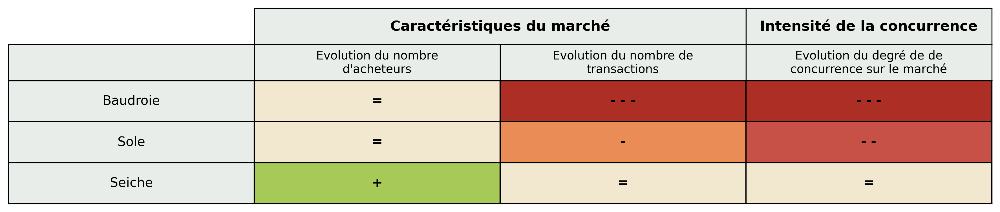 Caractéristiques du marché
Intensité de la concurrence
Evolution du nombre
d'acheteurs
Evolution du nombre de
transactions
Evolution du degré de de
concurrence sur le marché
Baudroie
=
- - -
- - -
Sole
=
-
- -
Seiche
+
=
=